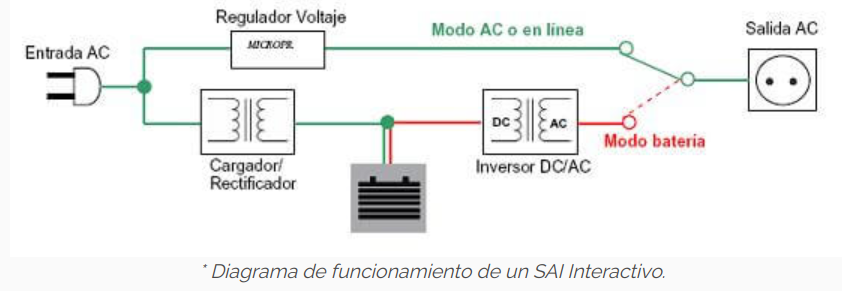 Regulador Voltaje
Entrada AC
MICROPR.
Modo AC o en línea
Salida AC
DC
AC
Cargador/
Rectificador
Inversor DC/AC
Modo bateria
* Diagrama de funcionamiento de un SAI Interactivo.